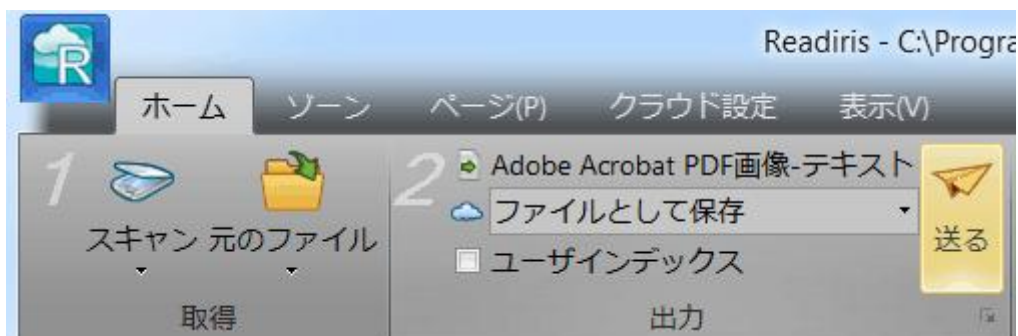 R
Readiris - C:\Progra
ホーム ゾーン ページ(P) クラウド設定 表示(V)
1 スキャン 元のファイル
取得
2 Adobe Acrobat PDF画像-テキスト
ファイルとして保存
ユーザインデックス
送る
出力